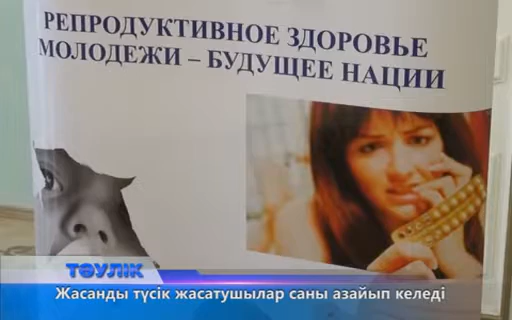 РЕПРОДУКТИВНОЕ ЗДОРОВЬЕ
МОЛОДЕЖИ – БУДУЩЕЕ НАЦИИ
ТӘУЛІК
Жасанды түсік жасатушылар саны азайып келеді